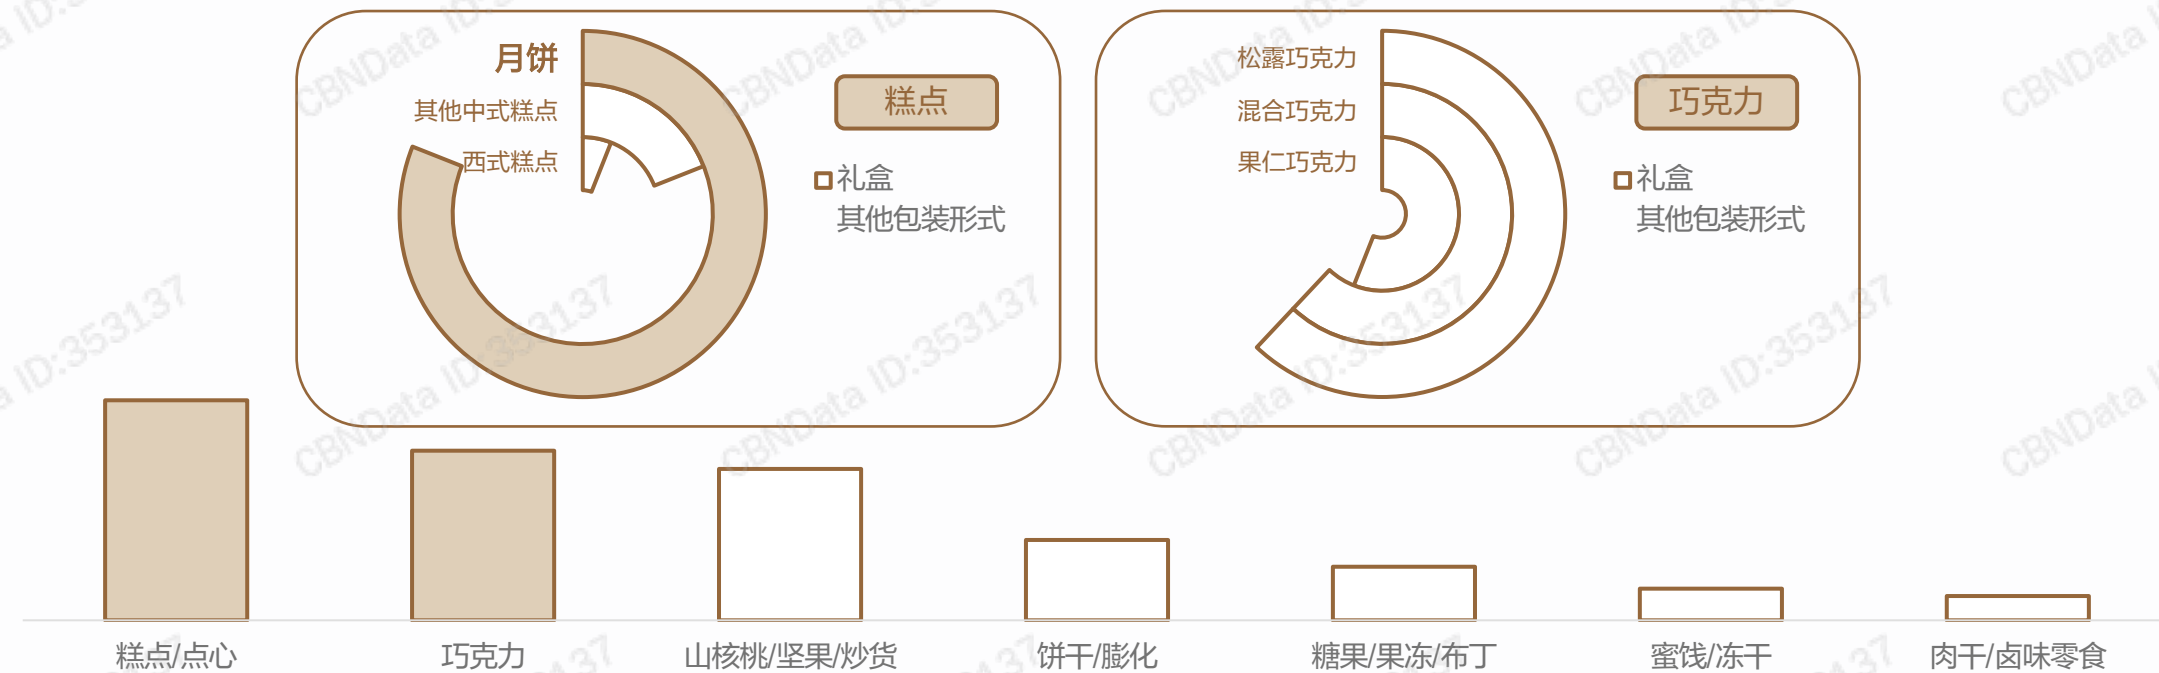 月饼
其他中式糕点
西式糕点
糕点
礼盒
其他包装形式
松露巧克力
混合巧克力
果仁巧克力
巧克力
礼盒
其他包装形式
糕点/点心
巧克力
山核桃/坚果/炒货
饼干/膨化
糖果/果冻/布丁
蜜饯/冻干
肉干/卤味零食
CBNData ID:353137